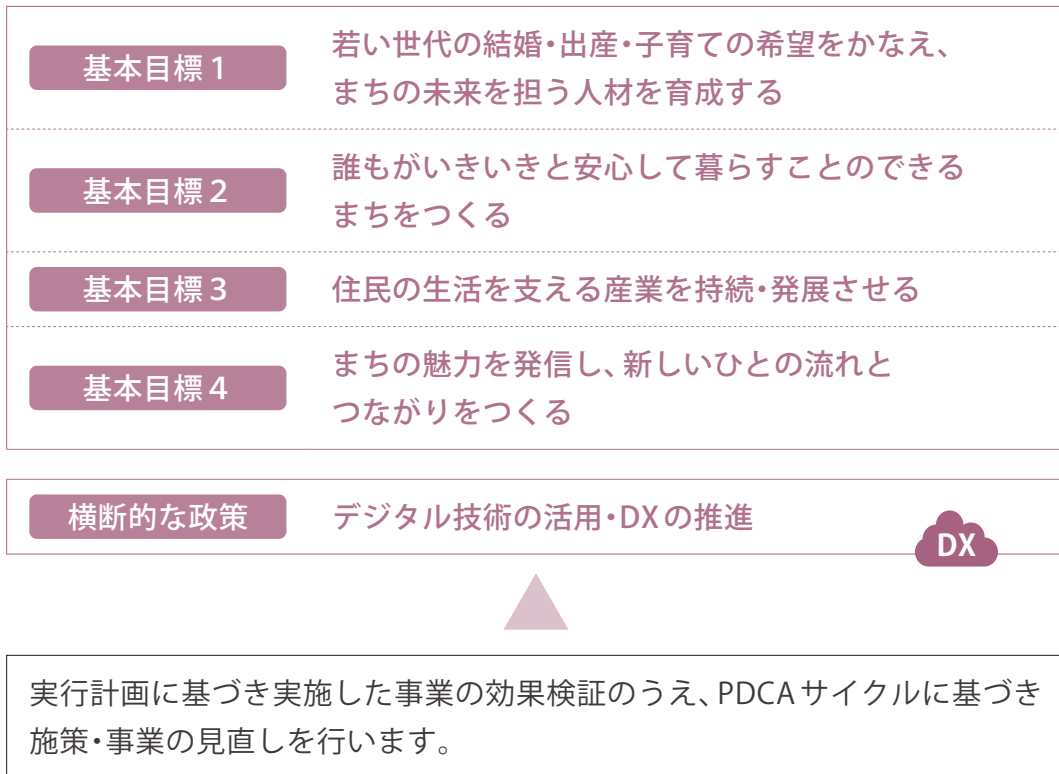 基本目標1
若い世代の結婚・出産・子育ての希望をかなえ、
まちの未来を担う人材を育成する
基本目標2
誰もがいきいきと安心して暮らすことのできる
まちをつくる
基本目標3
住民の生活を支える産業を持続・発展させる
基本目標4
まちの魅力を発信し、新しいひとの流れと
つながりをつくる
横断的な政策
デジタル技術の活用・DXの推進
DX
実行計画に基づき実施した事業の効果検証のうえ、PDCAサイクルに基づき
施策・事業の見直しを行います。